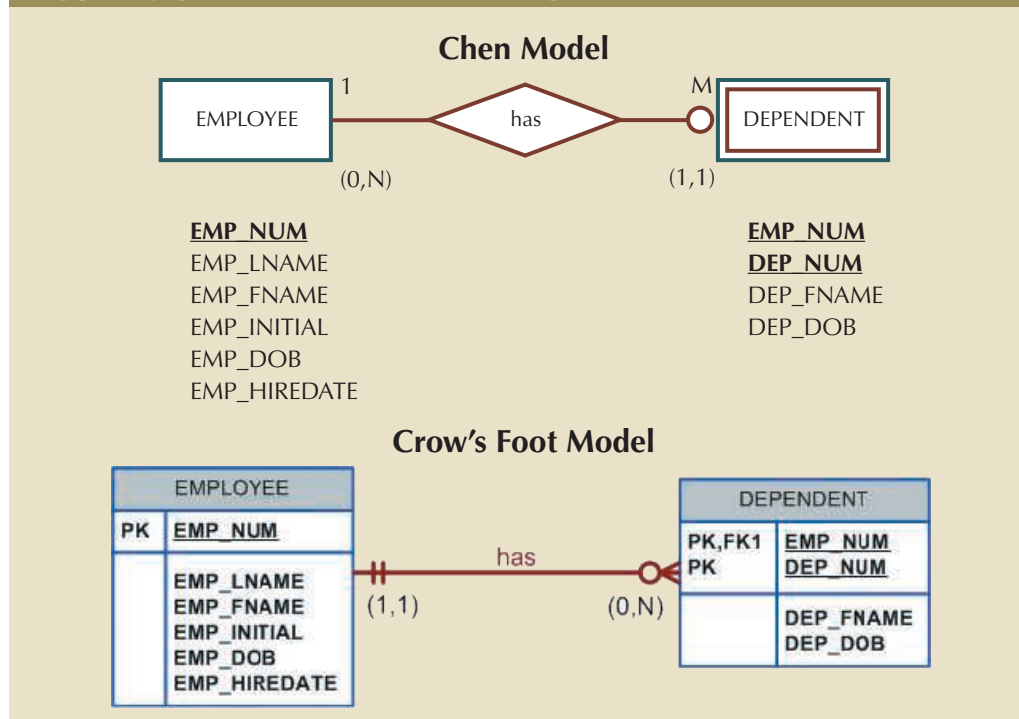 Chen Model
1 M
EMPLOYEE has DEPENDENT
(0,N) (1,1)
EMP_NUM EMP_NUM
EMP_LNAME DEP_NUM
EMP_FNAME DEP_FNAME
EMP_INITIAL DEP_DOB
EMP_DOB
EMP_HIREDATE
Crow's Foot Model
EMPLOYEE
PK EMP_NUM
EMP_LNAME
EMP_FNAME
EMP_INITIAL
EMP_DOB
EMP_HIREDATE
has
(1,1) (0,N)
DEPENDENT
PK,FK1 EMP_NUM
PK DEP_NUM
DEP_FNAME
DEP_DOB